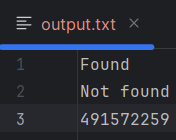 output.txt
1 Found
2 Not found
3 491572259